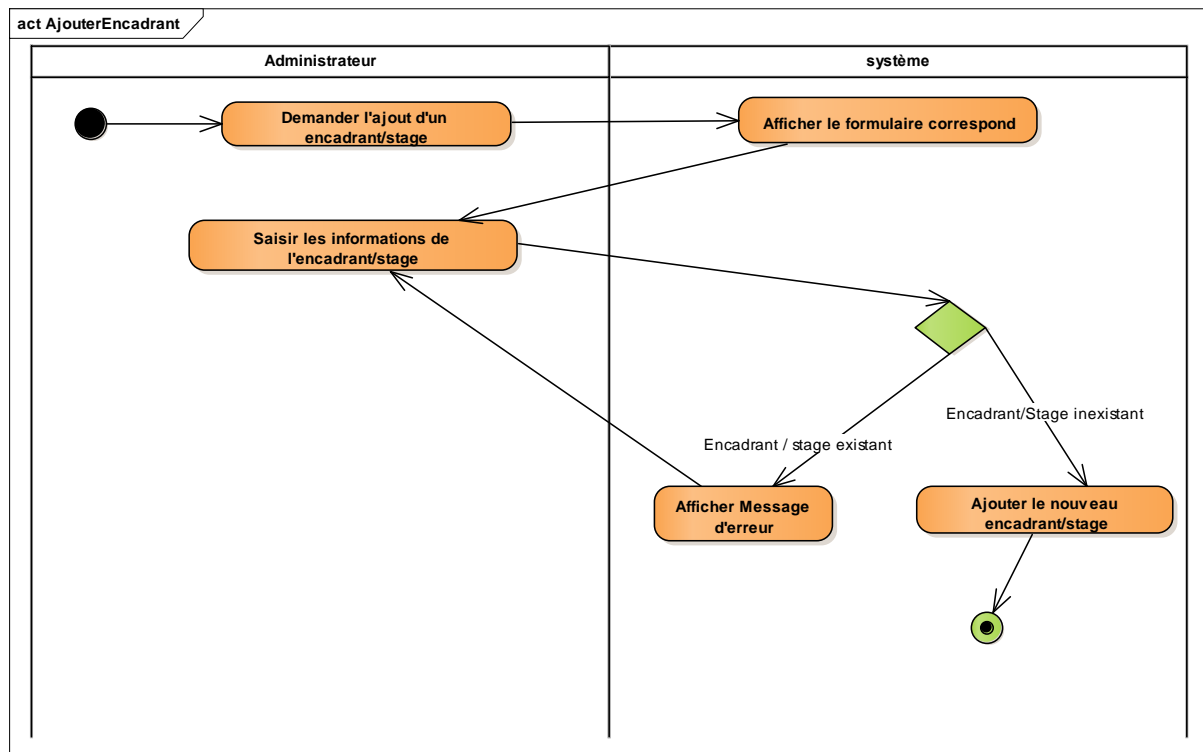 act AjouterEncadrant
Administrateur
système
Demander l'ajout d'un
encadrant/stage
Afficher le formulaire correspond
Saisir les informations de
l'encadrant/stage
Encadrant/Stage inexistant
Encadrant / stage existant
Afficher Message
d'erreur
Ajouter le nouveau
encadrant/stage